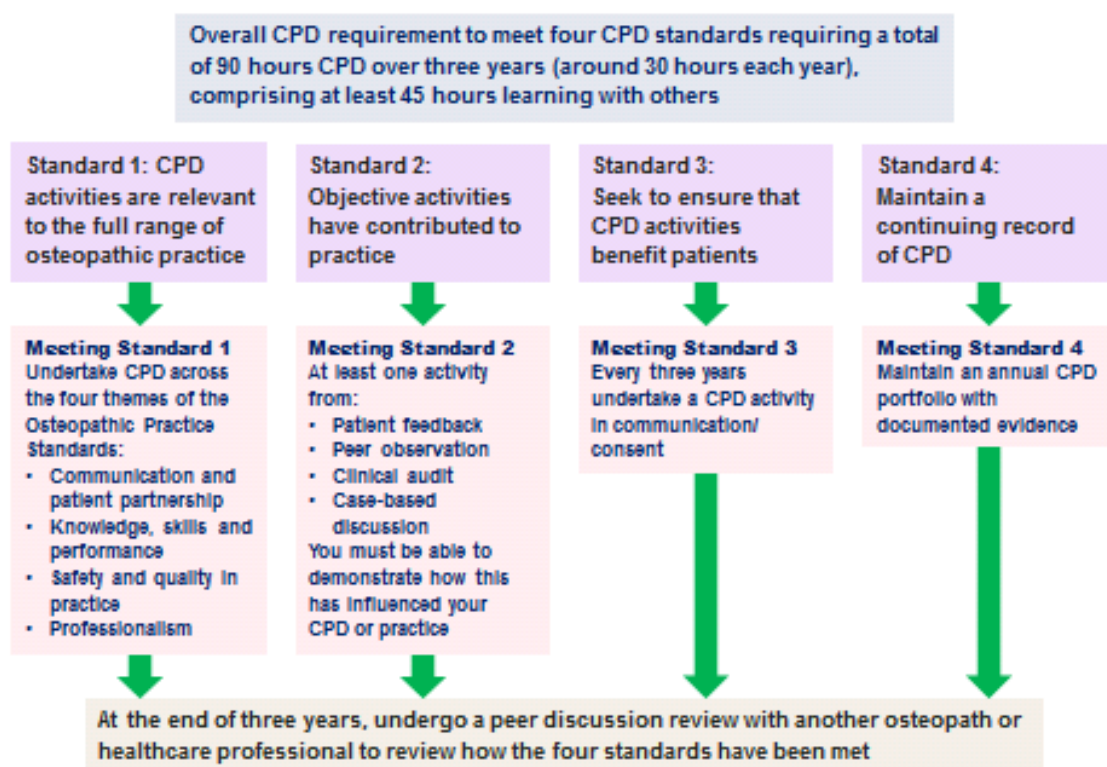 Overall CPD requirement to meet four CPD standards requiring a total
of 90 hours CPD over three years (around 30 hours each year),
comprising at least 45 hours learning with others
Standard 1: CPD
activities are relevant
to the full range of
osteopathic practice
Standard 2:
Objective activities
have contributed to
practice
Standard 3:
Seek to ensure that
CPD activities
benefit patients
Standard 4:
Maintain a
continuing record
of CPD
Meeting Standard 1
Undertake CPD across
the four themes of the
Osteopathic Practice
Standards:
• Communication and
patient partnership
• Knowledge, skills and
performance
• Safety and quality in
practice
• Professionalism
Meeting Standard 2
At least one activity
from:
• Patient feedback
• Peer observation
• Clinical audit
• Case-based
discussion
You must be able to
demonstrate how this
has influenced your
CPD or practice
Meeting Standard 3
Every three years
undertake a CPD activity
in communication/
consent
Meeting Standard 4
Maintain an annual CPD
portfolio with
documented evidence
At the end of three years, undergo a peer discussion review with another osteopath or
healthcare professional to review how the four standards have been met